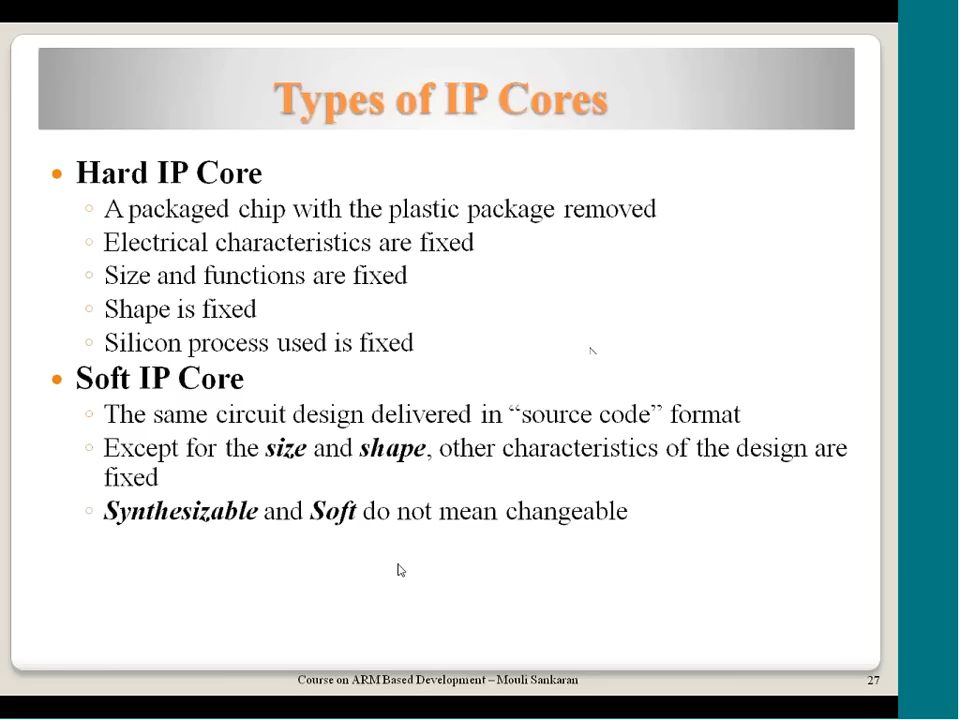 Types of IP Cores
Hard IP Core
A packaged chip with the plastic package removed
Electrical characteristics are fixed
Size and functions are fixed
Shape is fixed
Silicon process used is fixed
Soft IP Core
The same circuit design delivered in “source code” format
Except for the size and shape, other characteristics of the design are
fixed
Synthesizable and Soft do not mean changeable
Course on ARM Based Development – Mouli Sankaran
27